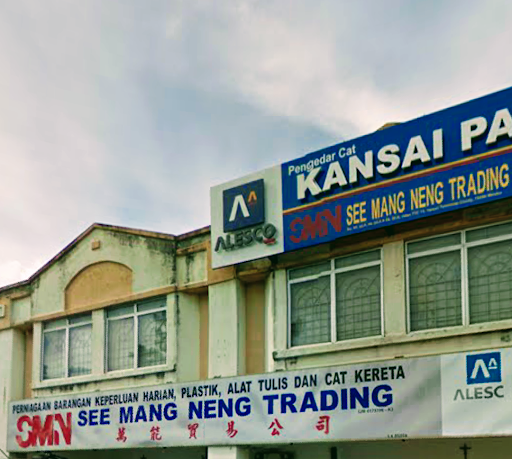 Pengedar Cat
KANSAI PA
ALESCO
SMN SEE MANG NENG TRADING
PERNIAGAAN BARANGAN KEPERLUAN HARIAN, PLASTIK, ALAT TULIS DAN CAT KERETA
SMN SEE MANG NENG TRADING
萬能貿易公司
ALESC